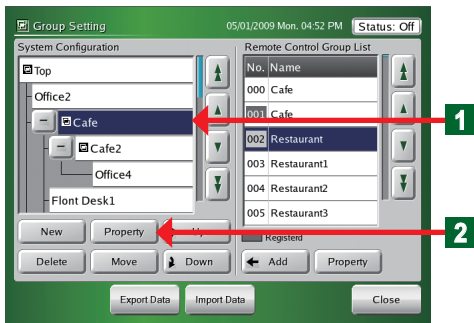 Group Setting
05/01/2009 Mon. 04:52 PM
Status: Off
System Configuration
Top
Office2
Cafe
Cafe2
Office4
Flont Desk1
New
Property
Delete
Move
Down
Remote Control Group List
No. Name
000 Cafe
001 Cafe
002 Restaurant
003 Restaurant1
004 Restaurant2
005 Restaurant3
Registerd
Add
Property
Export Data
Import Data
Close
1
2